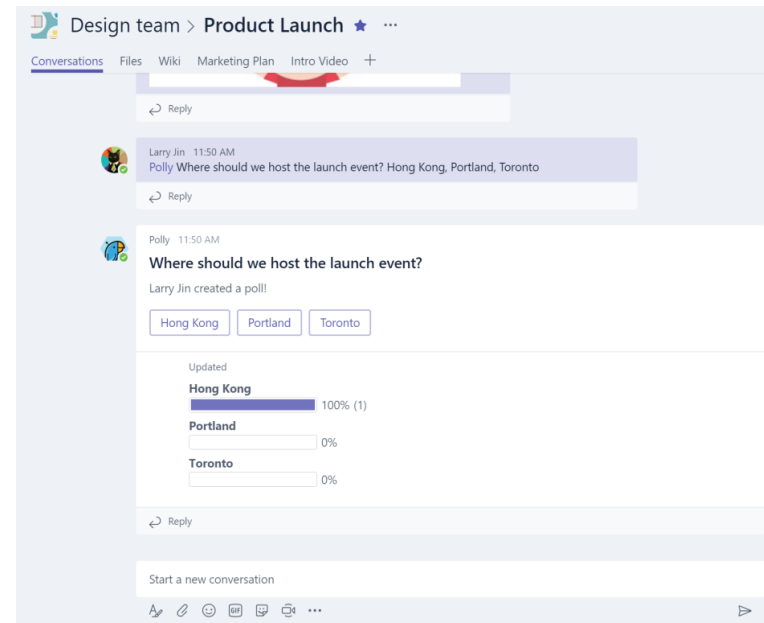 Design team > Product Launch
Conversations Files Wiki Marketing Plan Intro Video
Reply
Larry Jin 11:50 AM
Polly Where should we host the launch event? Hong Kong, Portland, Toronto
Reply
Polly 11:50 AM
Where should we host the launch event?
Larry Jin created a poll!
Hong Kong Portland Toronto
Updated
Hong Kong
100% (1)
Portland
0%
Toronto
0%
Reply
Start a new conversation
GIF